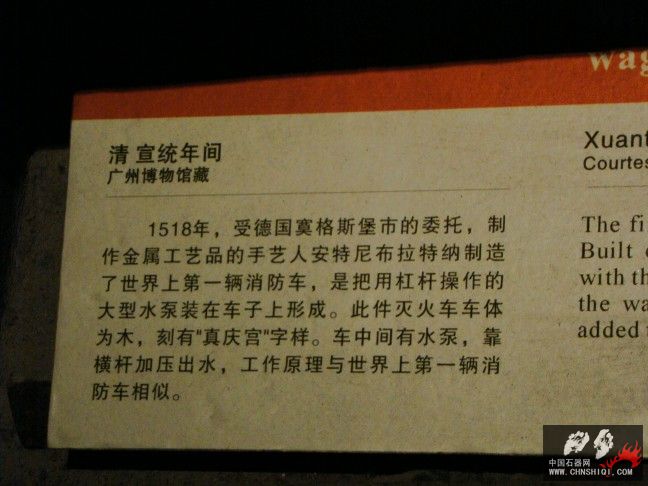 wag
清 宣统年间
广州博物馆藏
1518年，受德国寞格斯堡市的委托，制
作金属工艺品的手艺人安特尼布拉特纳制造
了世界上第一辆消防车，是把用杠杆操作的
大型水泵装在车子上形成。此件灭火车车体
为木，刻有"真庆宫"字样。车中间有水泵，靠
横杆加压出水，工作原理与世界上第一辆消
防车相似。
Xuant
Courtes
The fi
Built
with th
the wa
added
中国石器网
WWW.CHNSHIQI.COM